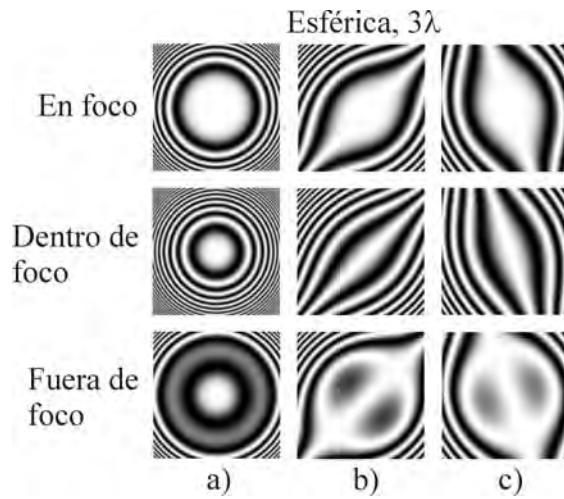 Esférica, 3λ
En foco
Dentro de
foco
Fuera de
foco
a) b) c)